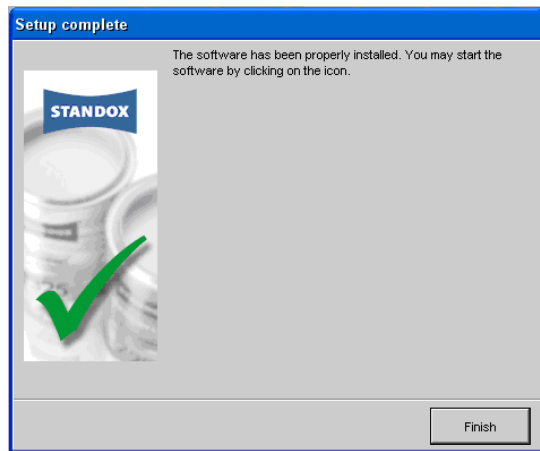 Setup complete
The software has been properly installed. You may start the
software by clicking on the icon.
STANDOX
Finish